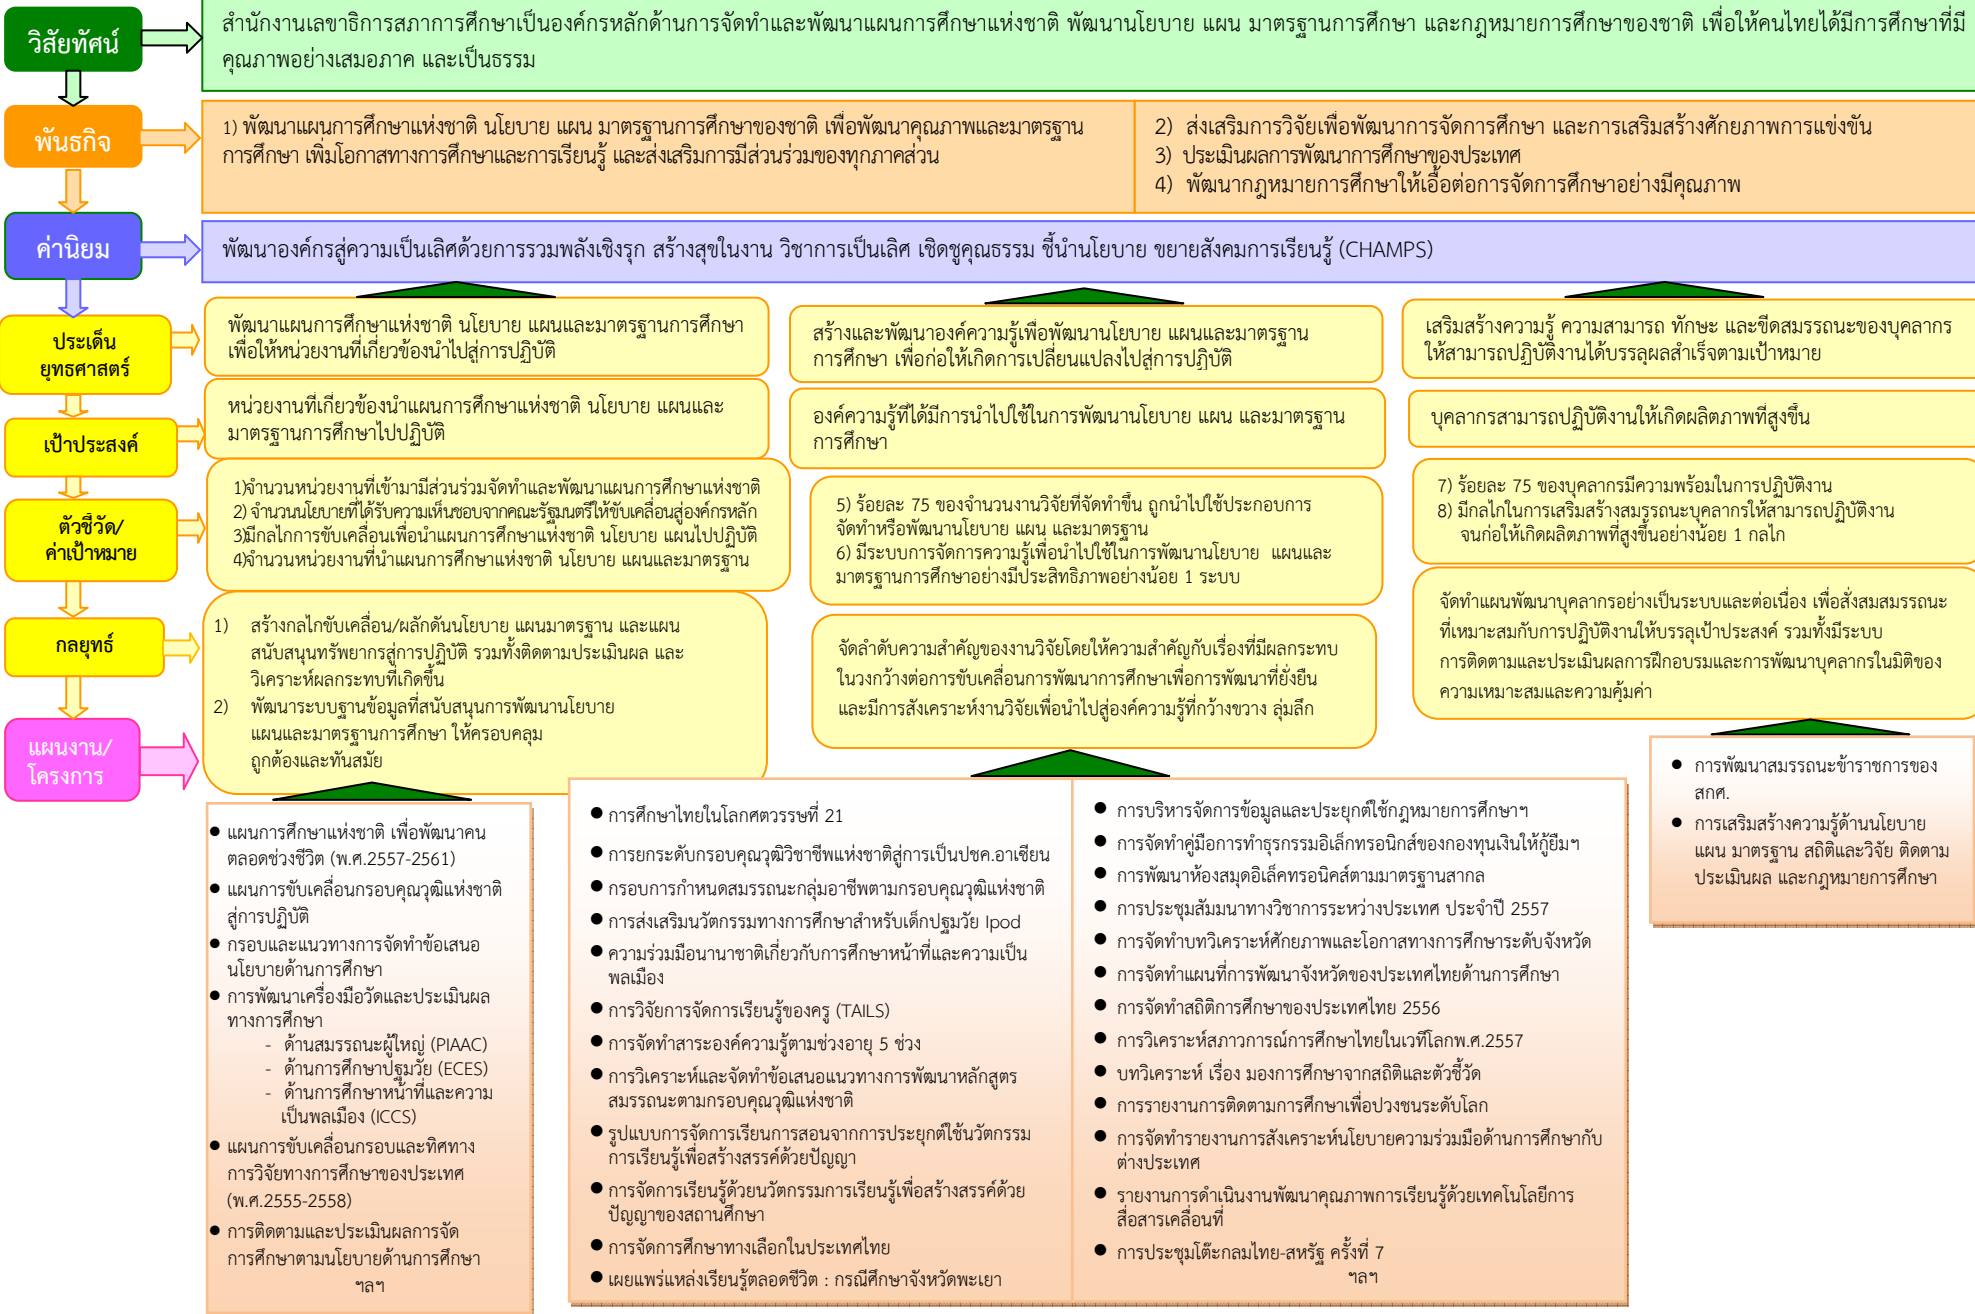 วิสัยทัศน์
สำนักงานเลขาธิการสภาการศึกษาเป็นองค์กรหลักด้านการจัดทำและพัฒนาแผนการศึกษาแห่งชาติ พัฒนานโยบาย แผน มาตรฐานการศึกษา และกฎหมายการศึกษาของชาติ เพื่อให้คนไทยได้มีการศึกษาที่มี
คุณภาพอย่างเสมอภาค และเป็นธรรม
พันธกิจ
1) พัฒนาแผนการศึกษาแห่งชาติ นโยบาย แผน มาตรฐานการศึกษาของชาติ เพื่อพัฒนาคุณภาพและมาตรฐาน
การศึกษา เพิ่มโอกาสทางการศึกษาและการเรียนรู้ และส่งเสริมการมีส่วนร่วมของทุกภาคส่วน
2) ส่งเสริมการวิจัยเพื่อพัฒนาการจัดการศึกษา และการเสริมสร้างศักยภาพการแข่งขัน
3) ประเมินผลการพัฒนาการศึกษาของประเทศ
4) พัฒนากฎหมายการศึกษาให้เอื้อต่อการจัดการศึกษาอย่างมีคุณภาพ
ค่านิยม
พัฒนาองค์กรสู่ความเป็นเลิศด้วยการรวมพลังเชิงรุก สร้างสุขในงาน วิชาการเป็นเลิศ เชิดชูคุณธรรม ชี้นำนโยบาย ขยายสังคมการเรียนรู้ (CHAMPS)
ประเด็น
ยุทธศาสตร์
พัฒนาแผนการศึกษาแห่งชาติ นโยบาย แผนและมาตรฐานการศึกษา
เพื่อให้หน่วยงานที่เกี่ยวข้องนำไปสู่การปฏิบัติ
สร้างและพัฒนาองค์ความรู้เพื่อพัฒนานโยบาย แผนและมาตรฐาน
การศึกษา เพื่อก่อให้เกิดการเปลี่ยนแปลงไปสู่การปฏิบัติ
เสริมสร้างความรู้ ความสามารถ ทักษะ และขีดสมรรถนะของบุคลากร
ให้สามารถปฏิบัติงานได้บรรลุผลสำเร็จตามเป้าหมาย
เป้าประสงค์
หน่วยงานที่เกี่ยวข้องนำแผนการศึกษาแห่งชาติ นโยบาย แผนและ
มาตรฐานการศึกษาไปปฏิบัติ
องค์ความรู้ที่ได้มีการนำไปใช้ในการพัฒนานโยบาย แผน และมาตรฐาน
การศึกษา
บุคลากรสามารถปฏิบัติงานให้เกิดผลิตภาพที่สูงขึ้น
ตัวชี้วัด/
ค่าเป้าหมาย
1)จำนวนหน่วยงานที่เข้ามามีส่วนร่วมจัดทำและพัฒนาแผนการศึกษาแห่งชาติ
2) จำนวนนโยบายที่ได้รับความเห็นชอบจากคณะรัฐมนตรีให้ขับเคลื่อนสู่องค์กรหลัก
3)มีกลไกการขับเคลื่อนเพื่อนำแผนการศึกษาแห่งชาติ นโยบาย แผนไปปฏิบัติ
4)จำนวนหน่วยงานที่นำแผนการศึกษาแห่งชาติ นโยบาย แผนและมาตรฐาน
5) ร้อยละ 75 ของจำนวนงานวิจัยที่จัดทำขึ้น ถูกนำไปใช้ประกอบการ
จัดทำหรือพัฒนานโยบาย แผน และมาตรฐาน
6) มีระบบการจัดการความรู้เพื่อนำไปใช้ในการพัฒนานโยบาย แผนและ
มาตรฐานการศึกษาอย่างมีประสิทธิภาพอย่างน้อย 1 ระบบ
7) ร้อยละ 75 ของบุคลากรมีความพร้อมในการปฏิบัติงาน
8) มีกลไกในการเสริมสร้างสมรรถนะบุคลากรให้สามารถปฏิบัติงาน
จนก่อให้เกิดผลิตภาพที่สูงขึ้นอย่างน้อย 1 กลไก
กลยุทธ์
1) สร้างกลไกขับเคลื่อน/ผลักดันนโยบาย แผนมาตรฐาน และแผน
สนับสนุนทรัพยากรสู่การปฏิบัติ รวมทั้งติดตามประเมินผล และ
วิเคราะห์ผลกระทบที่เกิดขึ้น
2) พัฒนาระบบฐานข้อมูลที่สนับสนุนการพัฒนานโยบาย
แผนและมาตรฐานการศึกษา ให้ครอบคลุม
ถูกต้องและทันสมัย
จัดลำดับความสำคัญของงานวิจัยโดยให้ความสำคัญกับเรื่องที่มีผลกระทบ
ในวงกว้างต่อการขับเคลื่อนการพัฒนาการศึกษาเพื่อการพัฒนาที่ยั่งยืน
และมีการสังเคราะห์งานวิจัยเพื่อนำไปสู่องค์ความรู้ที่กว้างขวาง ลุ่มลึก
จัดทำแผนพัฒนาบุคลากรอย่างเป็นระบบและต่อเนื่อง เพื่อสั่งสมสมรรถนะ
ที่เหมาะสมกับการปฏิบัติงานให้บรรลุเป้าประสงค์ รวมทั้งมีระบบ
การติดตามและประเมินผลการฝึกอบรมและการพัฒนาบุคลากรในมิติของ
ความเหมาะสมและความคุ้มค่า
แผนงาน/
โครงการ
● แผนการศึกษาแห่งชาติ เพื่อพัฒนาคน
ตลอดช่วงชีวิต (พ.ศ.2557-2561)
● แผนการขับเคลื่อนกรอบคุณวุฒิแห่งชาติ
สู่การปฏิบัติ
● กรอบและแนวทางการจัดทำข้อเสนอ
นโยบายด้านการศึกษา
● การพัฒนาเครื่องมือวัดและประเมินผล
ทางการศึกษา
- ด้านสมรรถนะผู้ใหญ่ (PIAAC)
- ด้านการศึกษาปฐมวัย (ECES)
- ด้านการศึกษาหน้าที่และความ
เป็นพลเมือง (ICCS)
● แผนการขับเคลื่อนกรอบและทิศทาง
การวิจัยทางการศึกษาของประเทศ
(พ.ศ.2555-2558)
● การติดตามและประเมินผลการจัด
การศึกษาตามนโยบายด้านการศึกษา
ฯลฯ
● การศึกษาไทยในโลกศตวรรษที่ 21
● การยกระดับกรอบคุณวุฒิวิชาชีพแห่งชาติสู่การเป็นปชค.อาเซียน
● กรอบการกำหนดสมรรถนะกลุ่มอาชีพตามกรอบคุณวุฒิแห่งชาติ
● การส่งเสริมนวัตกรรมทางการศึกษาสำหรับเด็กปฐมวัย Ipod
● ความร่วมมือนานาชาติเกี่ยวกับการศึกษาหน้าที่และความเป็น
พลเมือง
● การวิจัยการจัดการเรียนรู้ของครู (TAILS)
● การจัดทำสาระองค์ความรู้ตามช่วงอายุ 5 ช่วง
● การวิเคราะห์และจัดทำข้อเสนอแนวทางการพัฒนาหลักสูตร
สมรรถนะตามกรอบคุณวุฒิแห่งชาติ
● รูปแบบการจัดการเรียนการสอนจากการประยุกต์ใช้นวัตกรรม
การเรียนรู้เพื่อสร้างสรรค์ด้วยปัญญา
● การจัดการเรียนรู้ด้วยนวัตกรรมการเรียนรู้เพื่อสร้างสรรค์ด้วย
ปัญญาของสถานศึกษา
● การจัดการศึกษาทางเลือกในประเทศไทย
● เผยแพร่แหล่งเรียนรู้ตลอดชีวิต : กรณีศึกษาจังหวัดพะเยา
● การบริหารจัดการข้อมูลและประยุกต์ใช้กฎหมายการศึกษาฯ
● การจัดทำคู่มือการทำธุรกรรมอิเล็กทรอนิกส์ของกองทุนเงินให้กู้ยืมฯ
● การพัฒนาห้องสมุดอิเล็คทรอนิคส์ตามมาตรฐานสากล
● การประชุมสัมมนาทางวิชาการระหว่างประเทศ ประจำปี 2557
● การจัดทำบทวิเคราะห์ศักยภาพและโอกาสทางการศึกษาระดับจังหวัด
● การจัดทำแผนที่การพัฒนาจังหวัดของประเทศไทยด้านการศึกษา
● การจัดทำสถิติการศึกษาของประเทศไทย 2556
● การวิเคราะห์สภาวการณ์การศึกษาไทยในเวทีโลกพ.ศ.2557
● บทวิเคราะห์ เรื่อง มองการศึกษาจากสถิติและตัวชี้วัด
● การรายงานการติดตามการศึกษาเพื่อปวงชนระดับโลก
● การจัดทำรายงานการสังเคราะห์นโยบายความร่วมมือด้านการศึกษากับ
ต่างประเทศ
● รายงานการดำเนินงานพัฒนาคุณภาพการเรียนรู้ด้วยเทคโนโลยีการ
สื่อสารเคลื่อนที่
● การประชุมโต๊ะกลมไทย-สหรัฐ ครั้งที่ 7
ฯลฯ
● การพัฒนาสมรรถนะข้าราชการของ
สกศ.
● การเสริมสร้างความรู้ด้านนโยบาย
แผน มาตรฐาน สถิติและวิจัย ติดตาม
ประเมินผล และกฎหมายการศึกษา